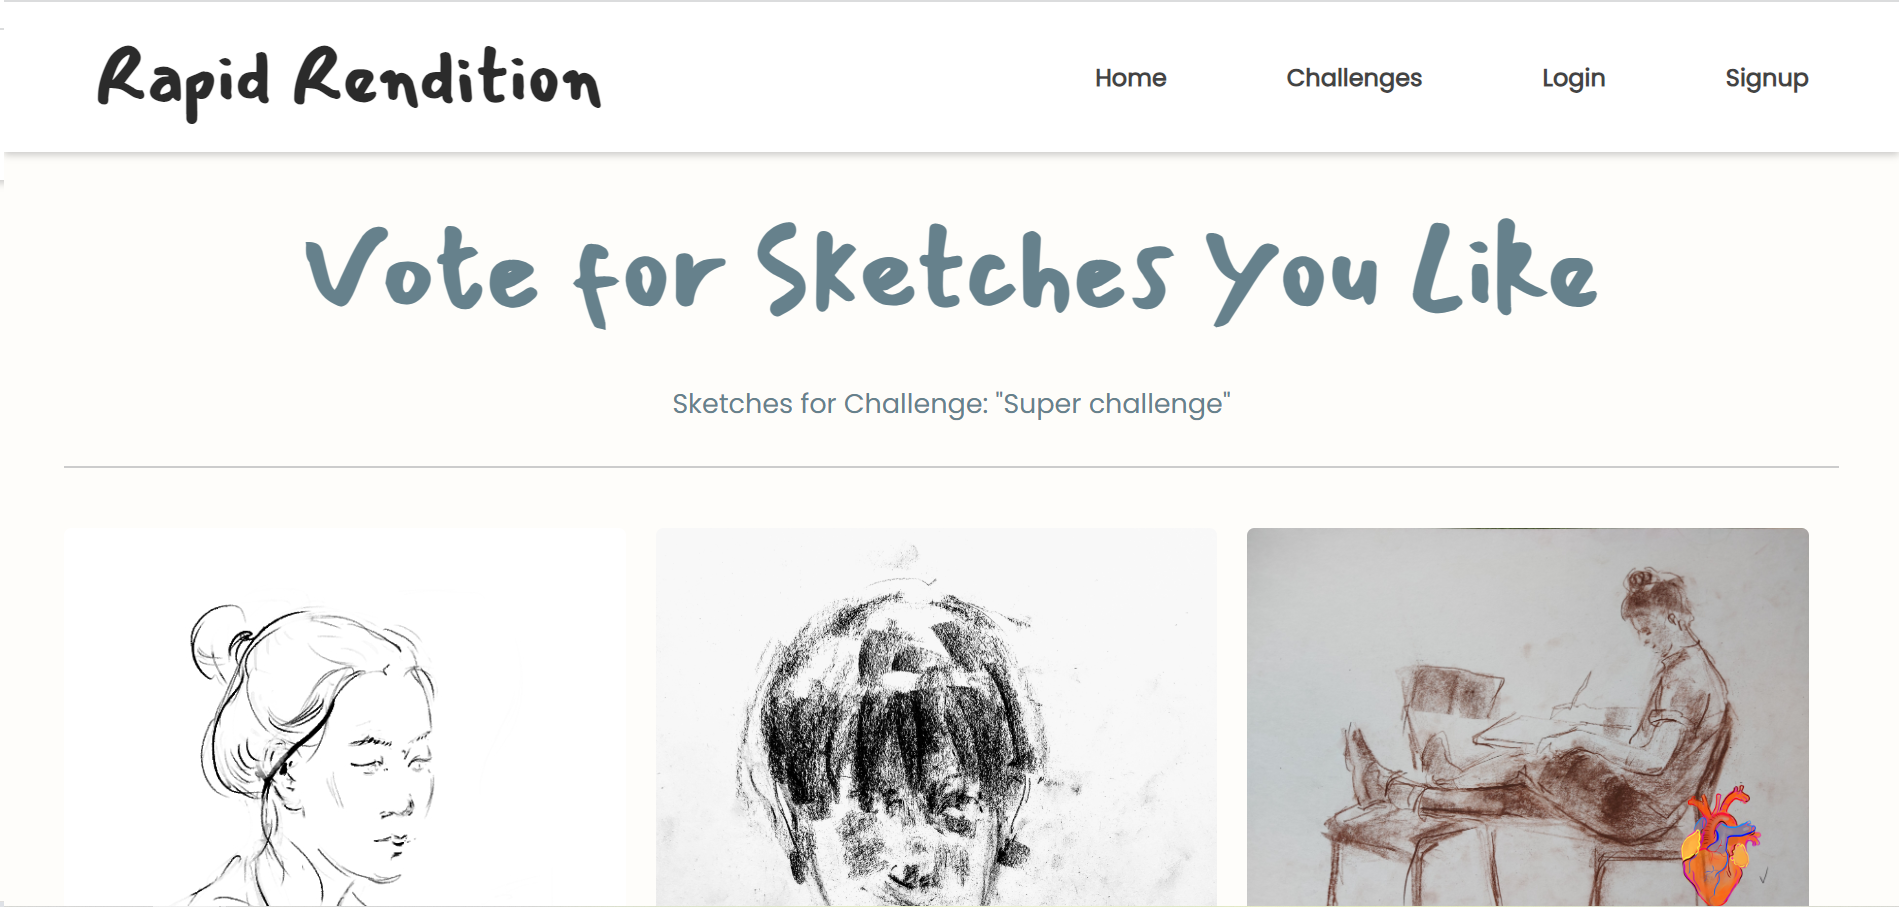 Rapid Rendition
Home Challenges Login Signup
Vote for Sketches You Like
Sketches for Challenge: "Super challenge"